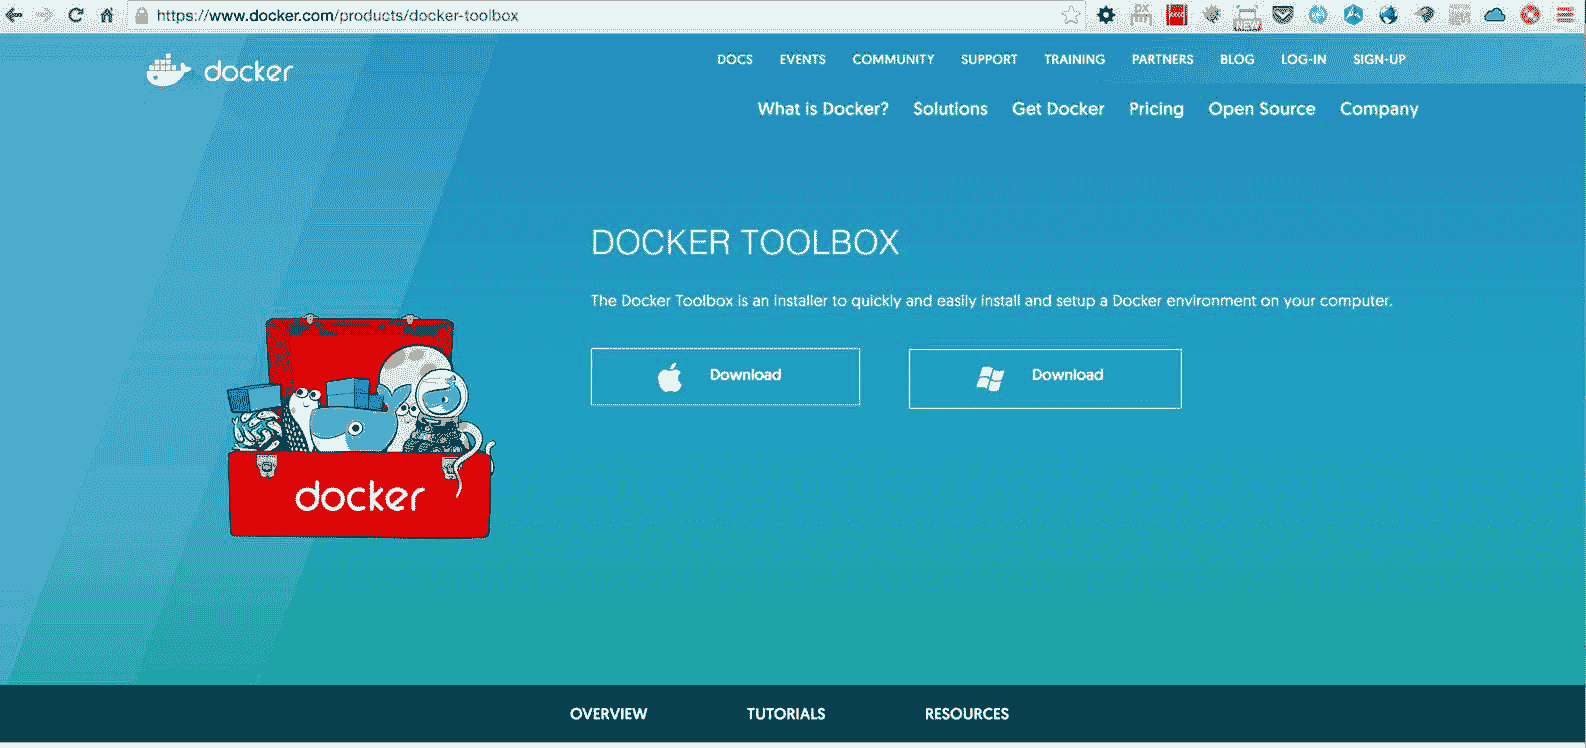 https://www.docker.com/products/docker-toolbox
NEW
docker
DOCS EVENTS COMMUNITY SUPPORT TRAINING PARTNERS BLOG LOG-IN SIGN-UP
What is Docker? Solutions Get Docker Pricing Open Source Company
DOCKER TOOLBOX
The Docker Toolbox is an installer to quickly and easily install and setup a Docker environment on your computer.
Download Download
docker
OVERVIEW TUTORIALS RESOURCES